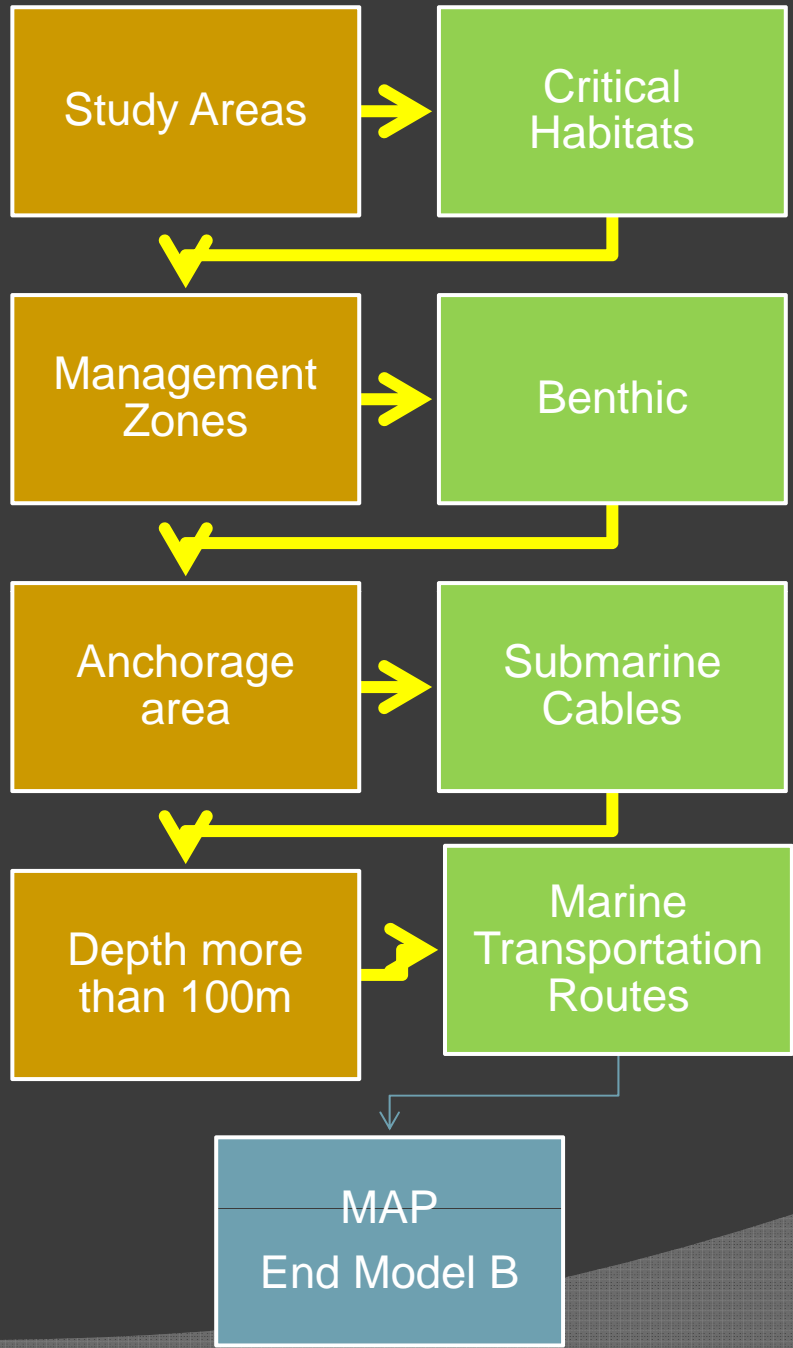 Study Areas
Critical
Habitats
Management
Zones
Benthic
Anchorage
area
Submarine
Cables
Depth more
than 100m
Marine
Transportation
Routes
MAP
End Model B